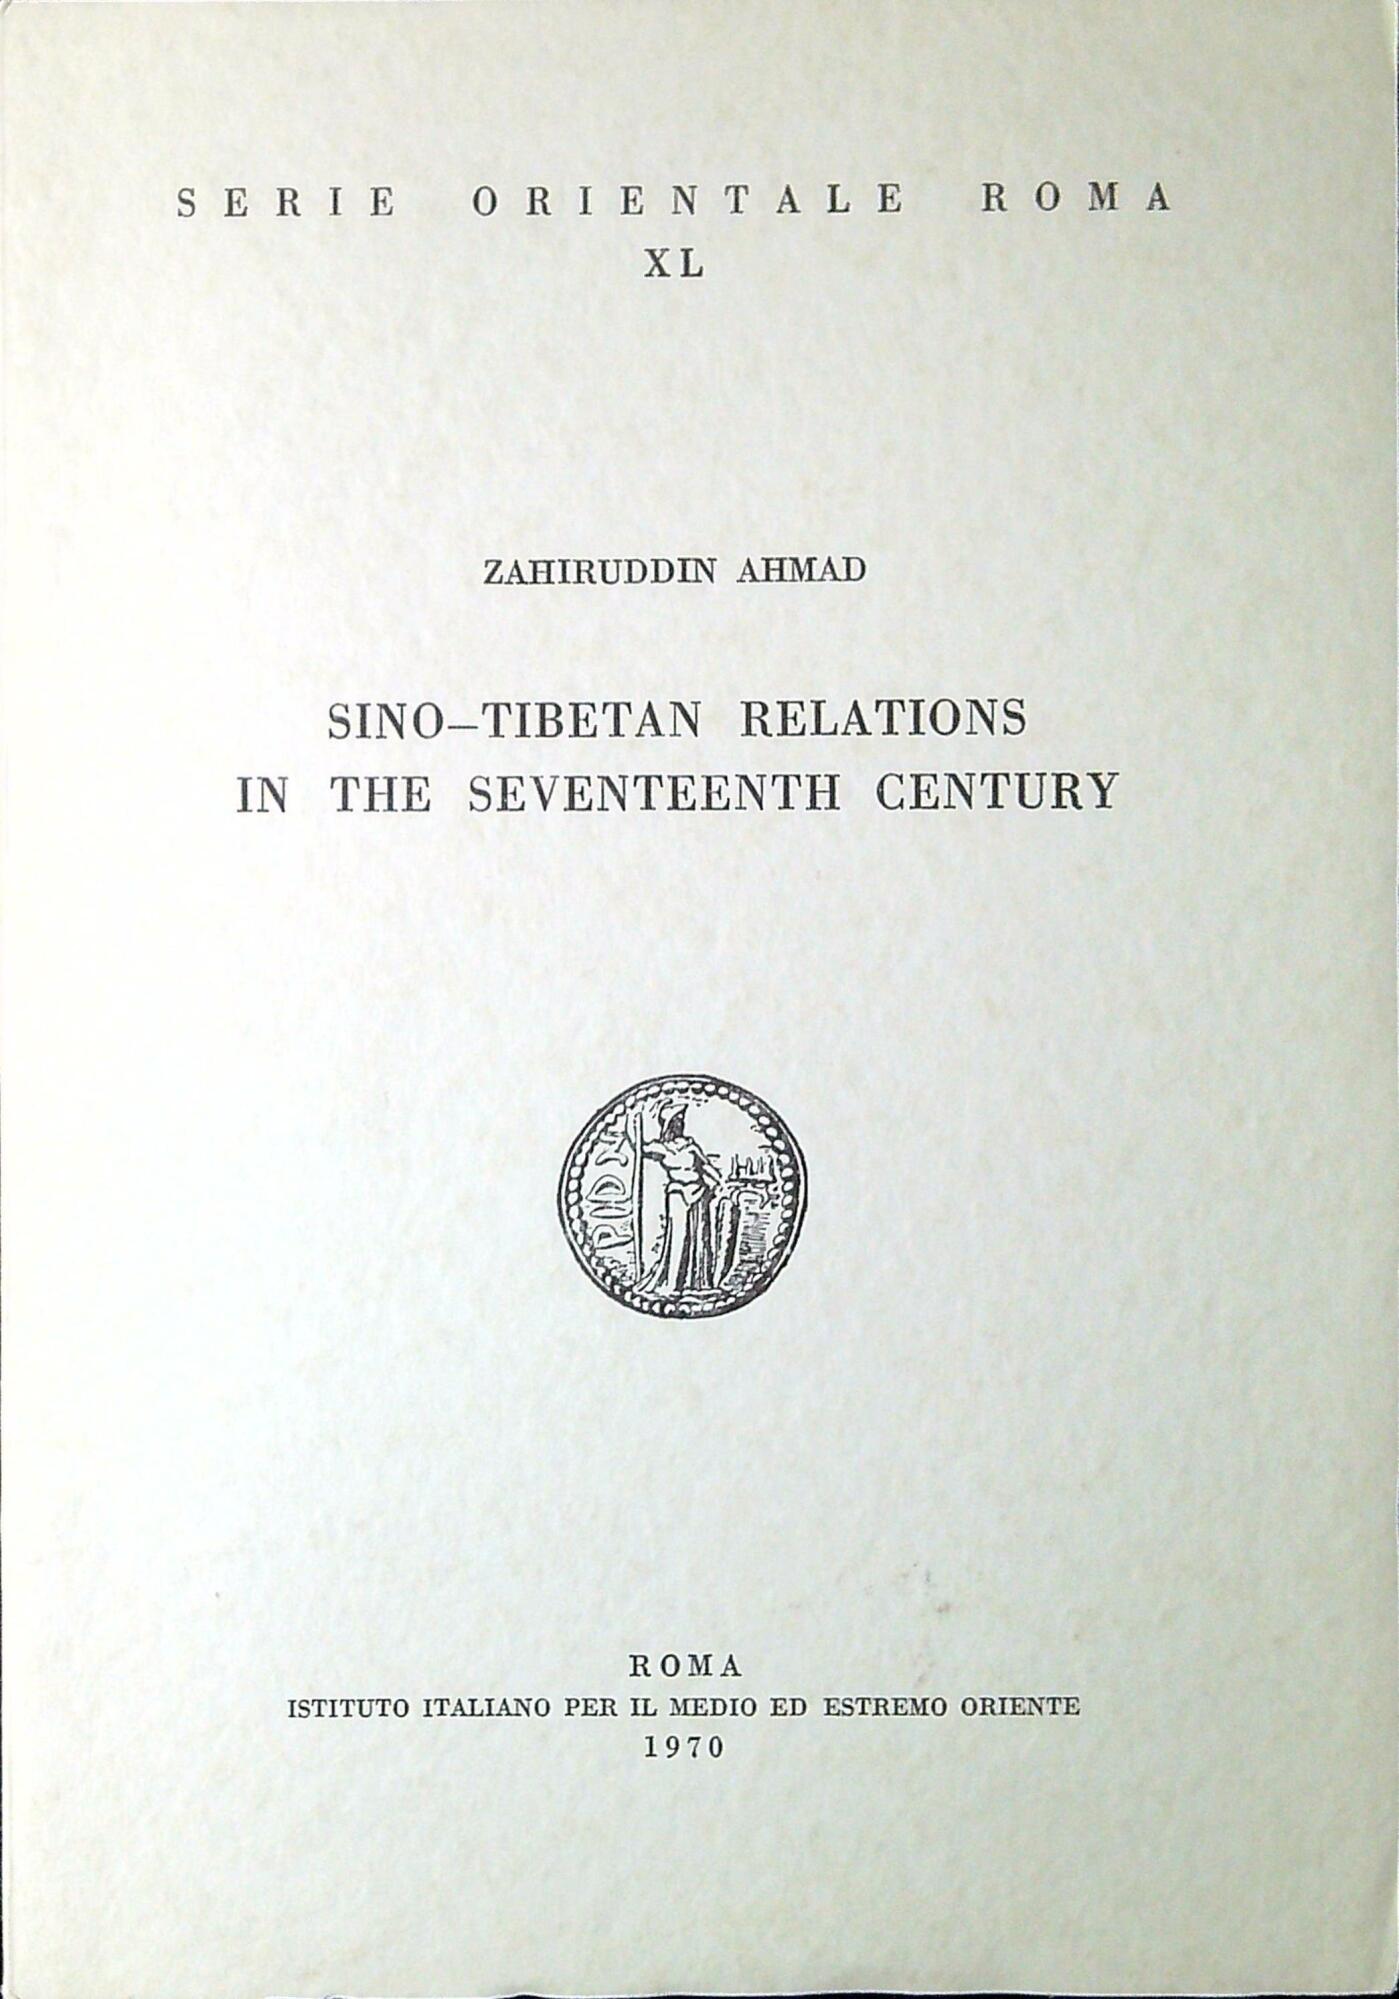 SERIE ORIENTALE ROMA
XL
ZAHIRUDDIN AHMAD
SINO–TIBETAN RELATIONS
IN THE SEVENTEENTH CENTURY
ROMA
ISTITUTO ITALIANO PER IL MEDIO ED ESTREMO ORIENTE
1970